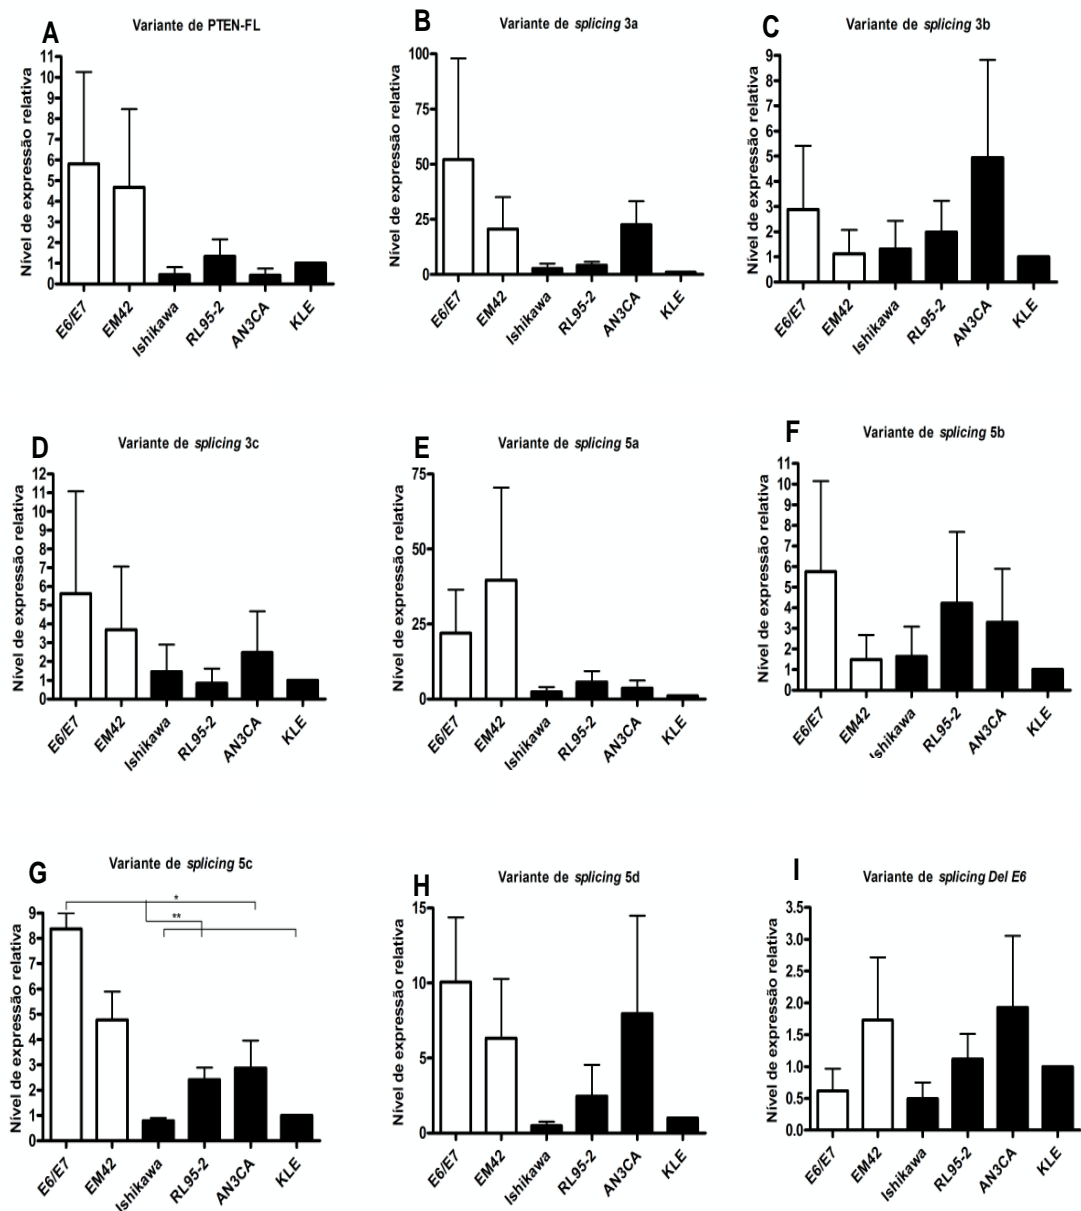 A
Variante de PTEN-FL
Nível de expressão relativa
11
10
9
8
7
6
5
4
3
2
1
0
E6/E7
EM42
Ishikawa
RL95-2
AN3CA
KLE
B
Variante de splicing 3a
Nível de expressão relativa
100
75
50
25
0
E6/E7
EM42
Ishikawa
RL95-2
AN3CA
KLE
C
Variante de splicing 3b
Nível de expressão relativa
9
8
7
6
5
4
3
2
1
0
E6/E7
EM42
Ishikawa
RL95-2
AN3CA
KLE
D
Variante de splicing 3c
Nível de expressão relativa
12
11
10
9
8
7
6
5
4
3
2
1
0
E6/E7
EM42
Ishikawa
RL95-2
AN3CA
KLE
E
Variante de splicing 5a
Nível de expressão relativa
75
50
25
0
E6/E7
EM42
Ishikawa
RL95-2
AN3CA
KLE
F
Variante de splicing 5b
Nível de expressão relativa
11
10
9
8
7
6
5
4
3
2
1
0
E6/E7
EM42
Ishikawa
RL95-2
AN3CA
KLE
G
Variante de splicing 5c
*
**
Nível de expressão relativa
9
8
7
6
5
4
3
2
1
0
E6/E7
EM42
Ishikawa
RL95-2
AN3CA
KLE
H
Variante de splicing 5d
Nível de expressão relativa
15
10
5
0
E6/E7
EM42
Ishikawa
RL95-2
AN3CA
KLE
I
Variante de splicing Del E6
Nível de expressão relativa
3.5
3.0
2.5
2.0
1.5
1.0
0.5
0.0
E6/E7
EM42
Ishikawa
RL95-2
AN3CA
KLE